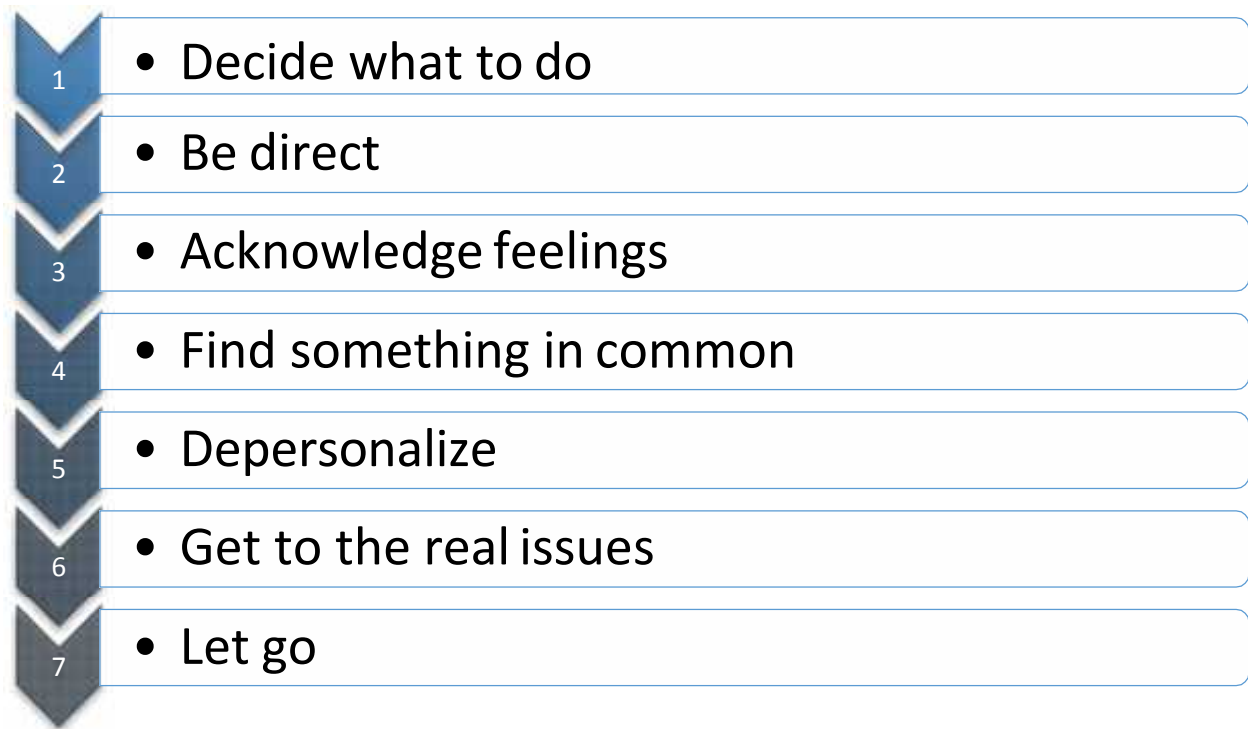 1 • Decide what to do
2 • Be direct
3 • Acknowledge feelings
4 • Find something in common
5 • Depersonalize
6 • Get to the real issues
7 • Let go